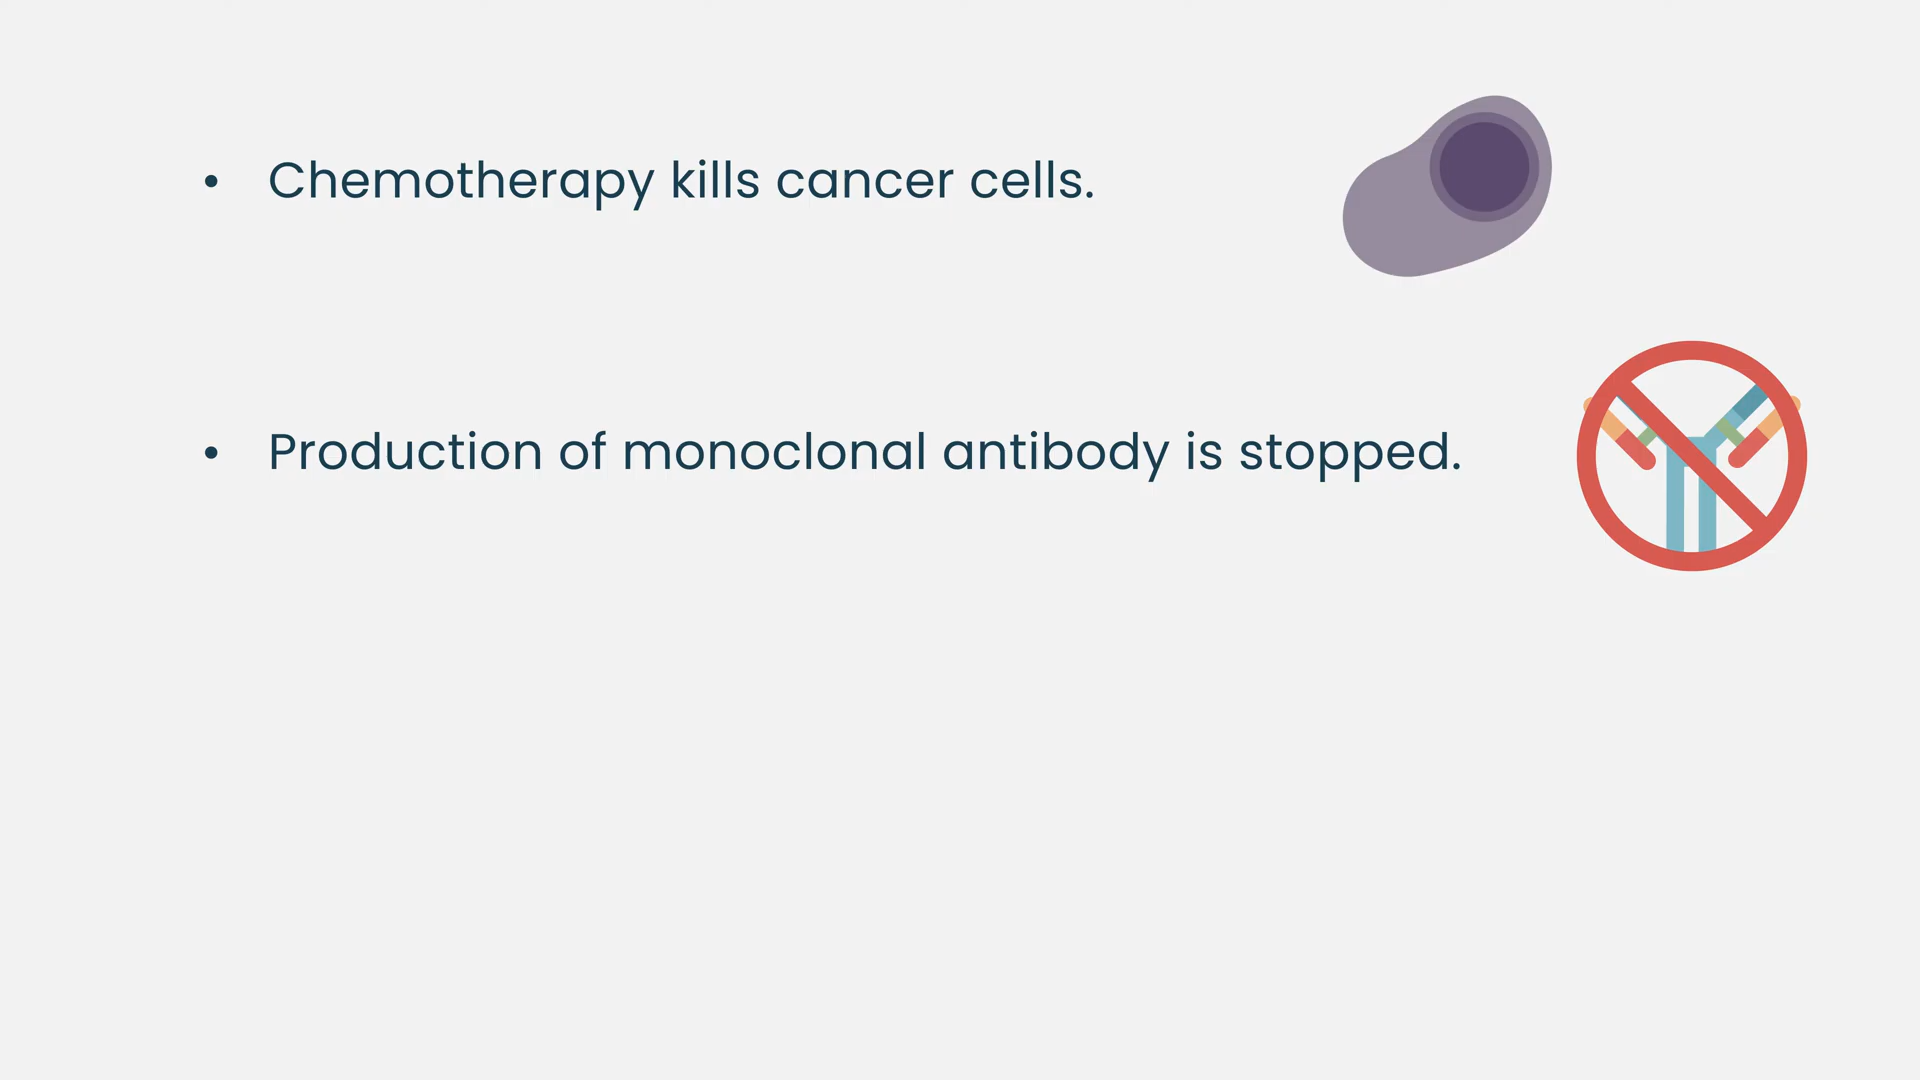 • Chemotherapy kills cancer cells.
• Production of monoclonal antibody is stopped.